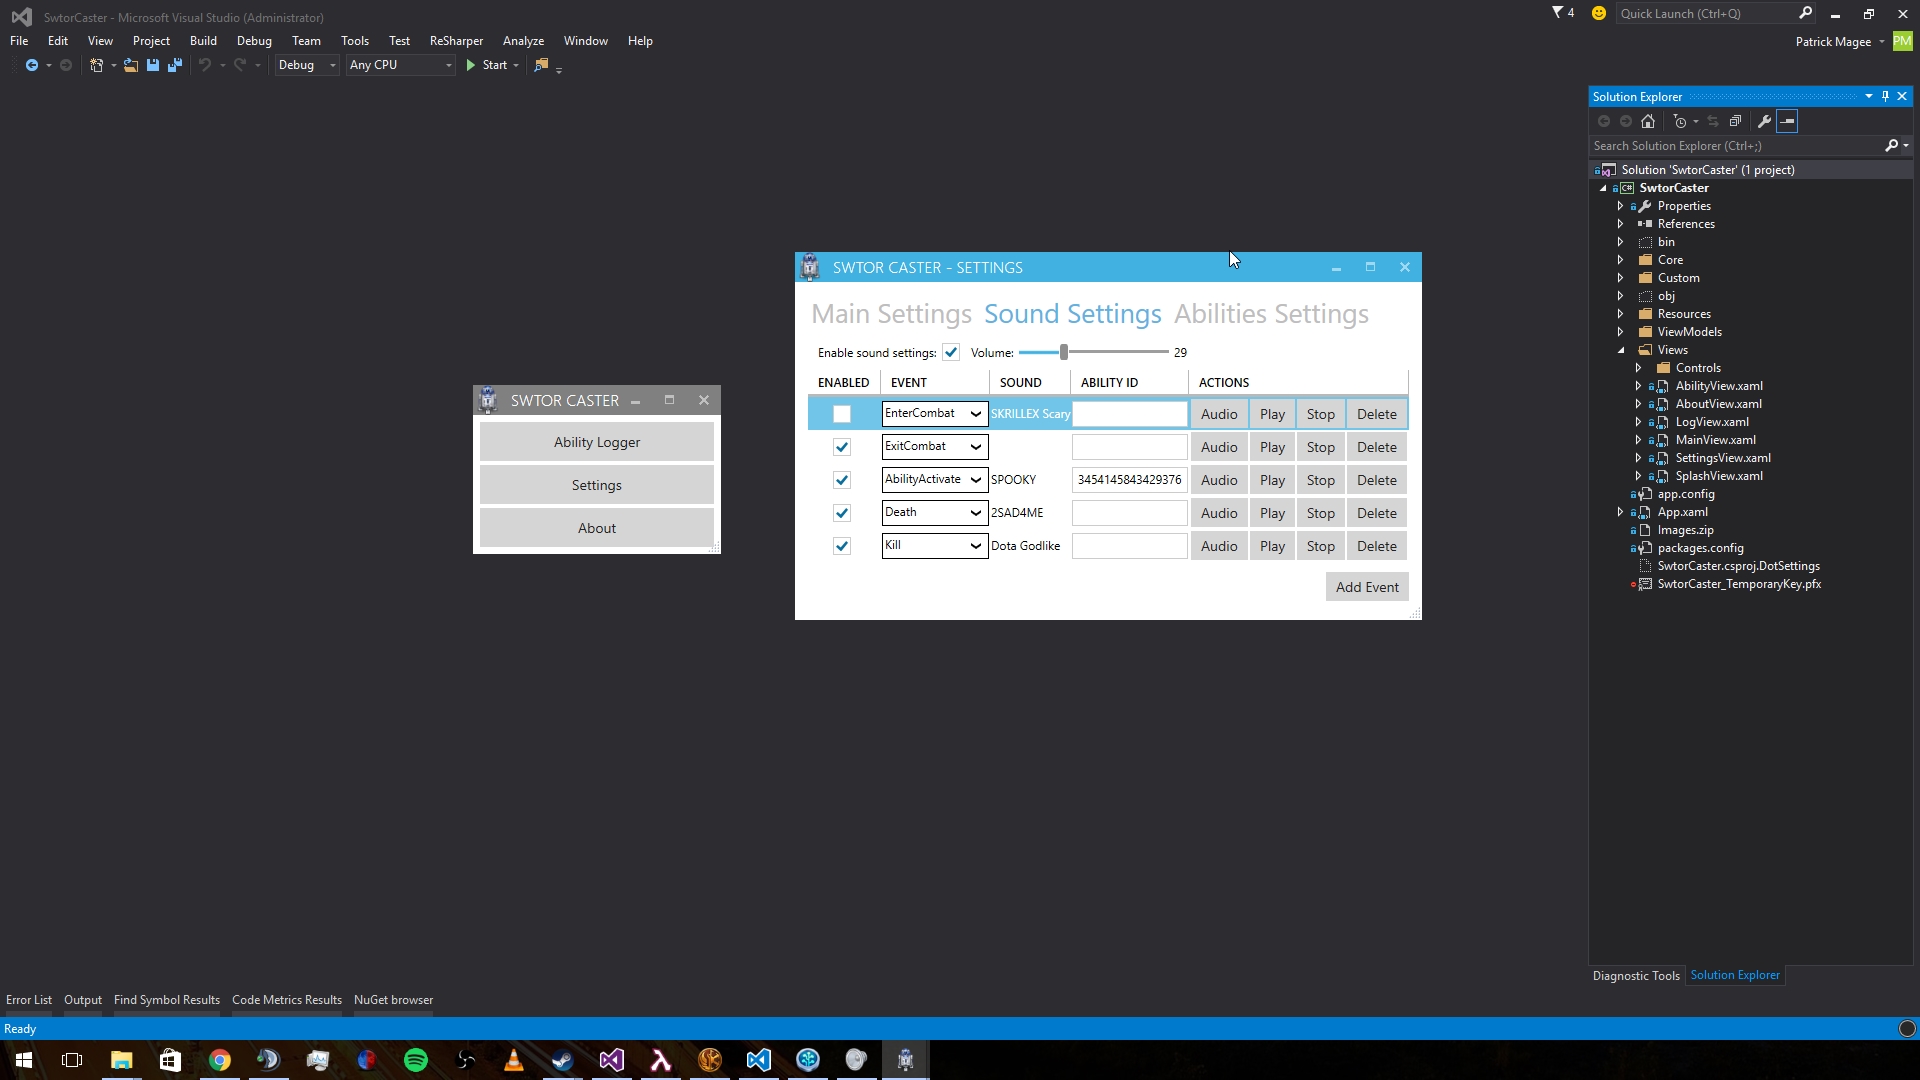 SwtorCaster - Microsoft Visual Studio (Administrator)
4
Quick Launch (Ctrl+Q)
File Edit View Project Build Debug Team Tools Test ReSharper Analyze Window Help
Patrick Magee PM
Debug Any CPU Start
Solution Explorer
Search Solution Explorer (Ctrl+;)
Solution 'SwtorCaster' (1 project)
C# SwtorCaster
Properties
References
bin
Core
Custom
obj
Resources
ViewModels
Views
Controls
AbilityView.xaml
AboutView.xaml
LogView.xaml
MainView.xaml
SettingsView.xaml
SplashView.xaml
app.config
App.xaml
Images.zip
packages.config
SwtorCaster.csproj.DotSettings
SwtorCaster_TemporaryKey.pfx
Diagnostic Tools Solution Explorer
SWTOR CASTER
Ability Logger
Settings
About
SWTOR CASTER - SETTINGS
Main Settings Sound Settings Abilities Settings
Enable sound settings: Volume: 29
ENABLED EVENT SOUND ABILITY ID ACTIONS
EnterCombat SKRILLEX Scary Audio Play Stop Delete
ExitCombat Audio Play Stop Delete
AbilityActivate SPOOKY 3454145843429376 Audio Play Stop Delete
Death 2SAD4ME Audio Play Stop Delete
Kill Dota Godlike Audio Play Stop Delete
Add Event
Error List Output Find Symbol Results Code Metrics Results NuGet browser
Ready